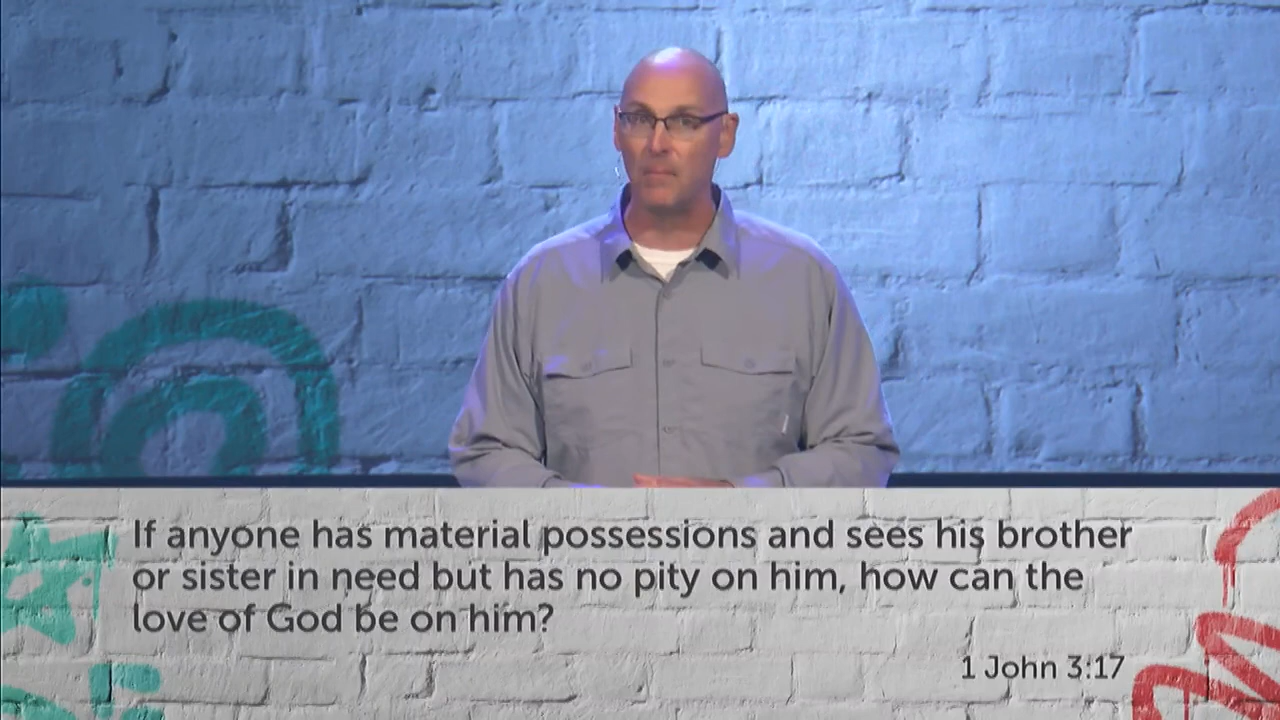 If anyone has material possessions and sees his brother
or sister in need but has no pity on him, how can the
love of God be on him?
1 John 3:17